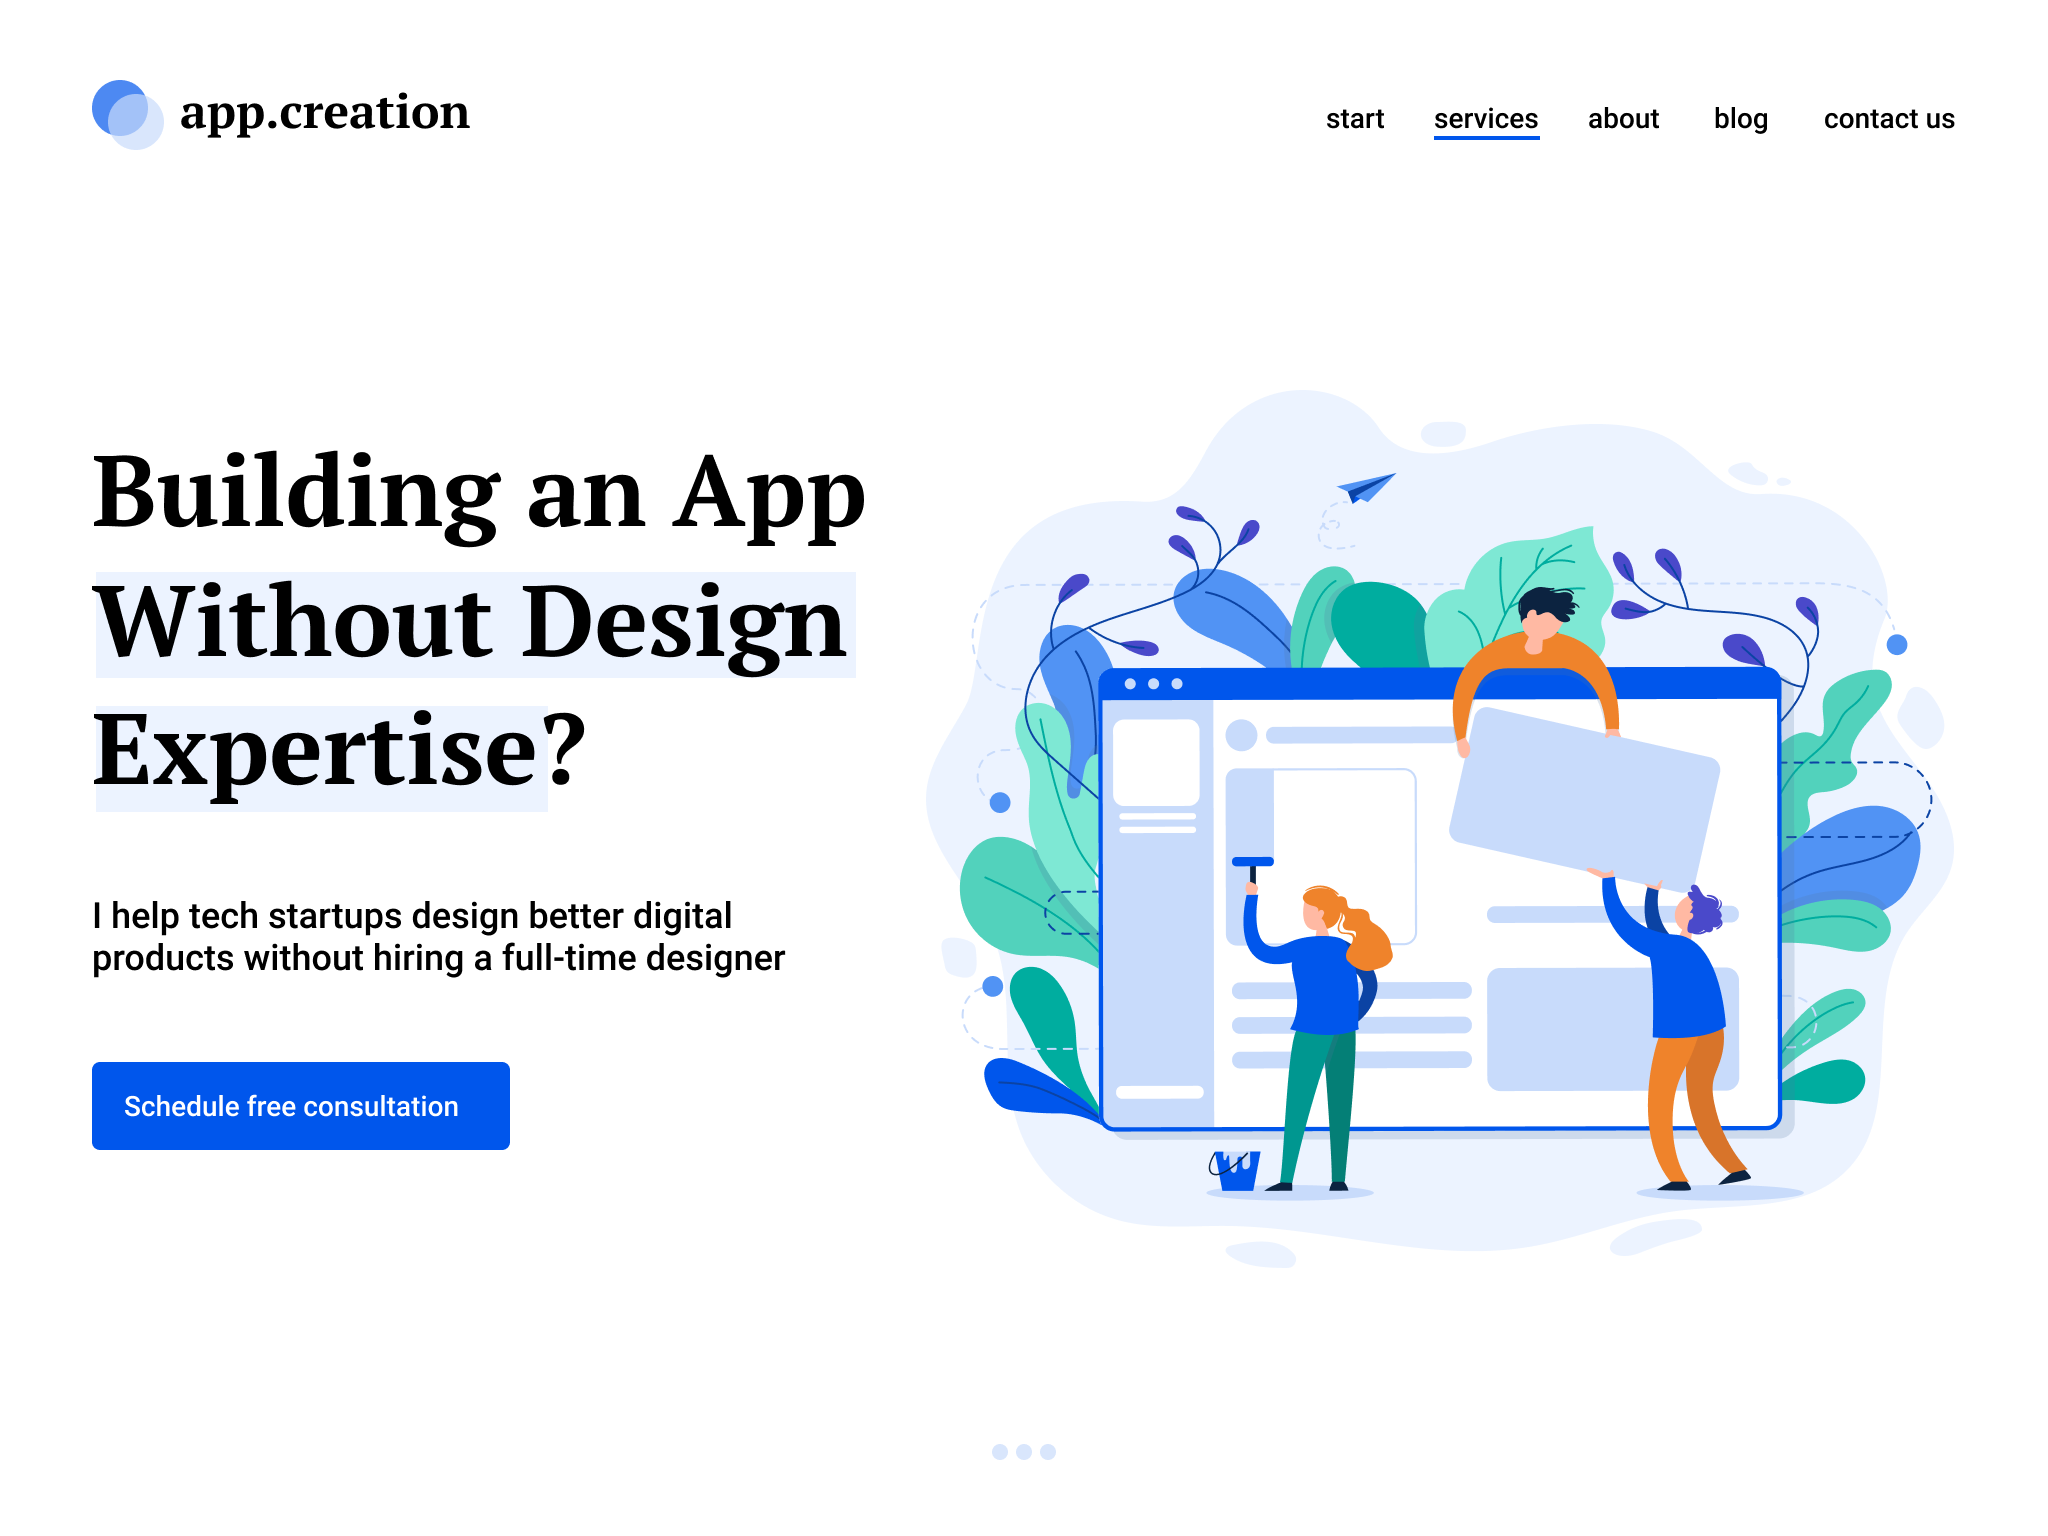 app.creation
start services about blog contact us
Building an App
Without Design
Expertise?
I help tech startups design better digital
products without hiring a full-time designer
Schedule free consultation